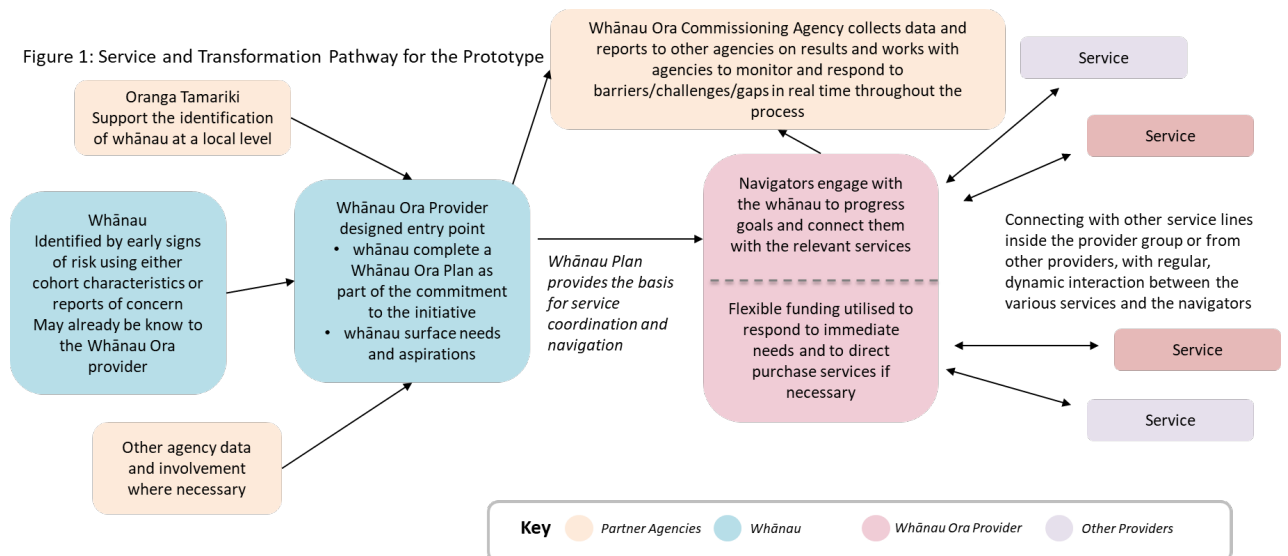 Figure 1: Service and Transformation Pathway for the Prototype
Whānau Ora Commissioning Agency collects data and
reports to other agencies on results and works with
agencies to monitor and respond to
barriers/challenges/gaps in real time throughout the
process
Oranga Tamariki
Support the identification
of whānau at a local level
Whānau
Identified by early signs
of risk using either
cohort characteristics or
reports of concern
May already be know to
the Whānau Ora
provider
Other agency data
and involvement
where necessary
Whānau Ora Provider
designed entry point
• whānau complete a
Whānau Ora Plan as
part of the commitment
to the initiative
• whānau surface needs
and aspirations
Whānau Plan
provides the basis
for service
coordination and
navigation
Navigators engage with
the whānau to progress
goals and connect them
with the relevant services
Flexible funding utilised to
respond to immediate
needs and to direct
purchase services if
necessary
Service
Service
Connecting with other service lines
inside the provider group or from
other providers, with regular,
dynamic interaction between the
various services and the navigators
Service
Service
Key
Partner Agencies
Whānau
Whānau Ora Provider
Other Providers